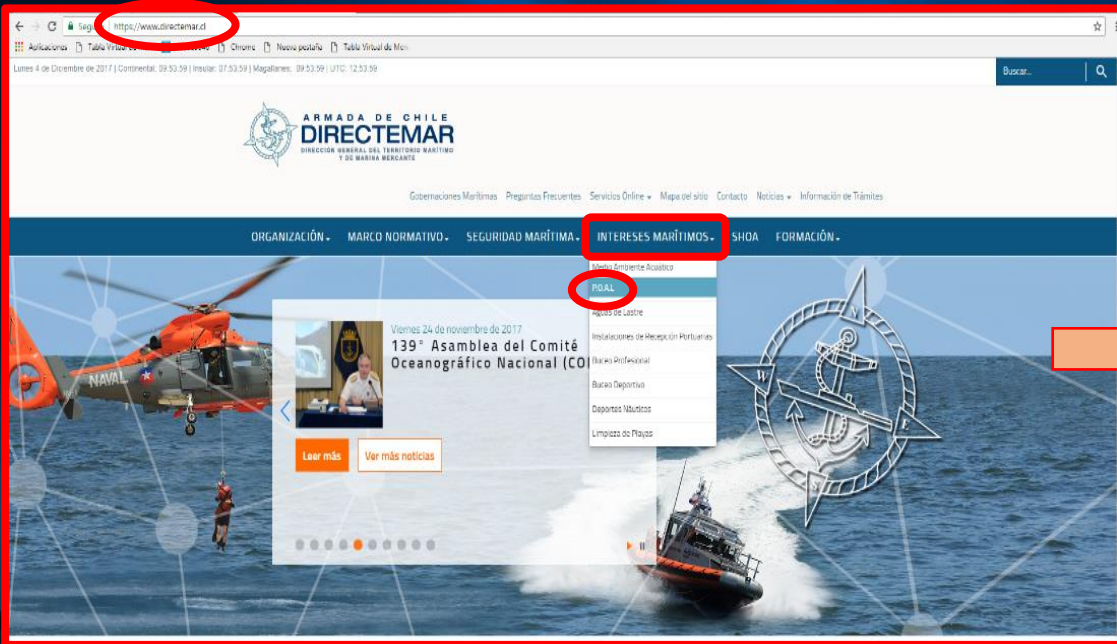 https://www.directemar.cl
Aplicaciones Tabla Virtual Chrome Nueva pestaña Tabla Virtual de
Lunes 4 de Diciembre de 2017 | Continental: 09:53:59 | Insular: 07:53:59 | Magallanes: 09:53:59 | UTC: 12:53:59
Buscar...
ARMADA DE CHILE
DIRECTEMAR
DIRECCIÓN GENERAL DEL TERRITORIO MARÍTIMO
Y DE MARINA MERCANTE
Gobernaciones Marítimas Preguntas Frecuentes Servicios Online Mapa del sitio Contacto Noticias Información de Trámites
ORGANIZACIÓN MARCO NORMATIVO SEGURIDAD MARÍTIMA INTERESES MARÍTIMOS SHOA FORMACIÓN
Medio Ambiente Acuático
P.O.A.L
Aguas de Lastre
Instalaciones de Recepción Portuarias
Buceo Profesional
Buceo Deportivo
Deportes Náuticos
Limpieza de Playas
Viernes 24 de noviembre de 2017
139° Asamblea del Comité
Oceanográfico Nacional (CO
Leer más Ver más noticias
NAVAL
N
W
E
S